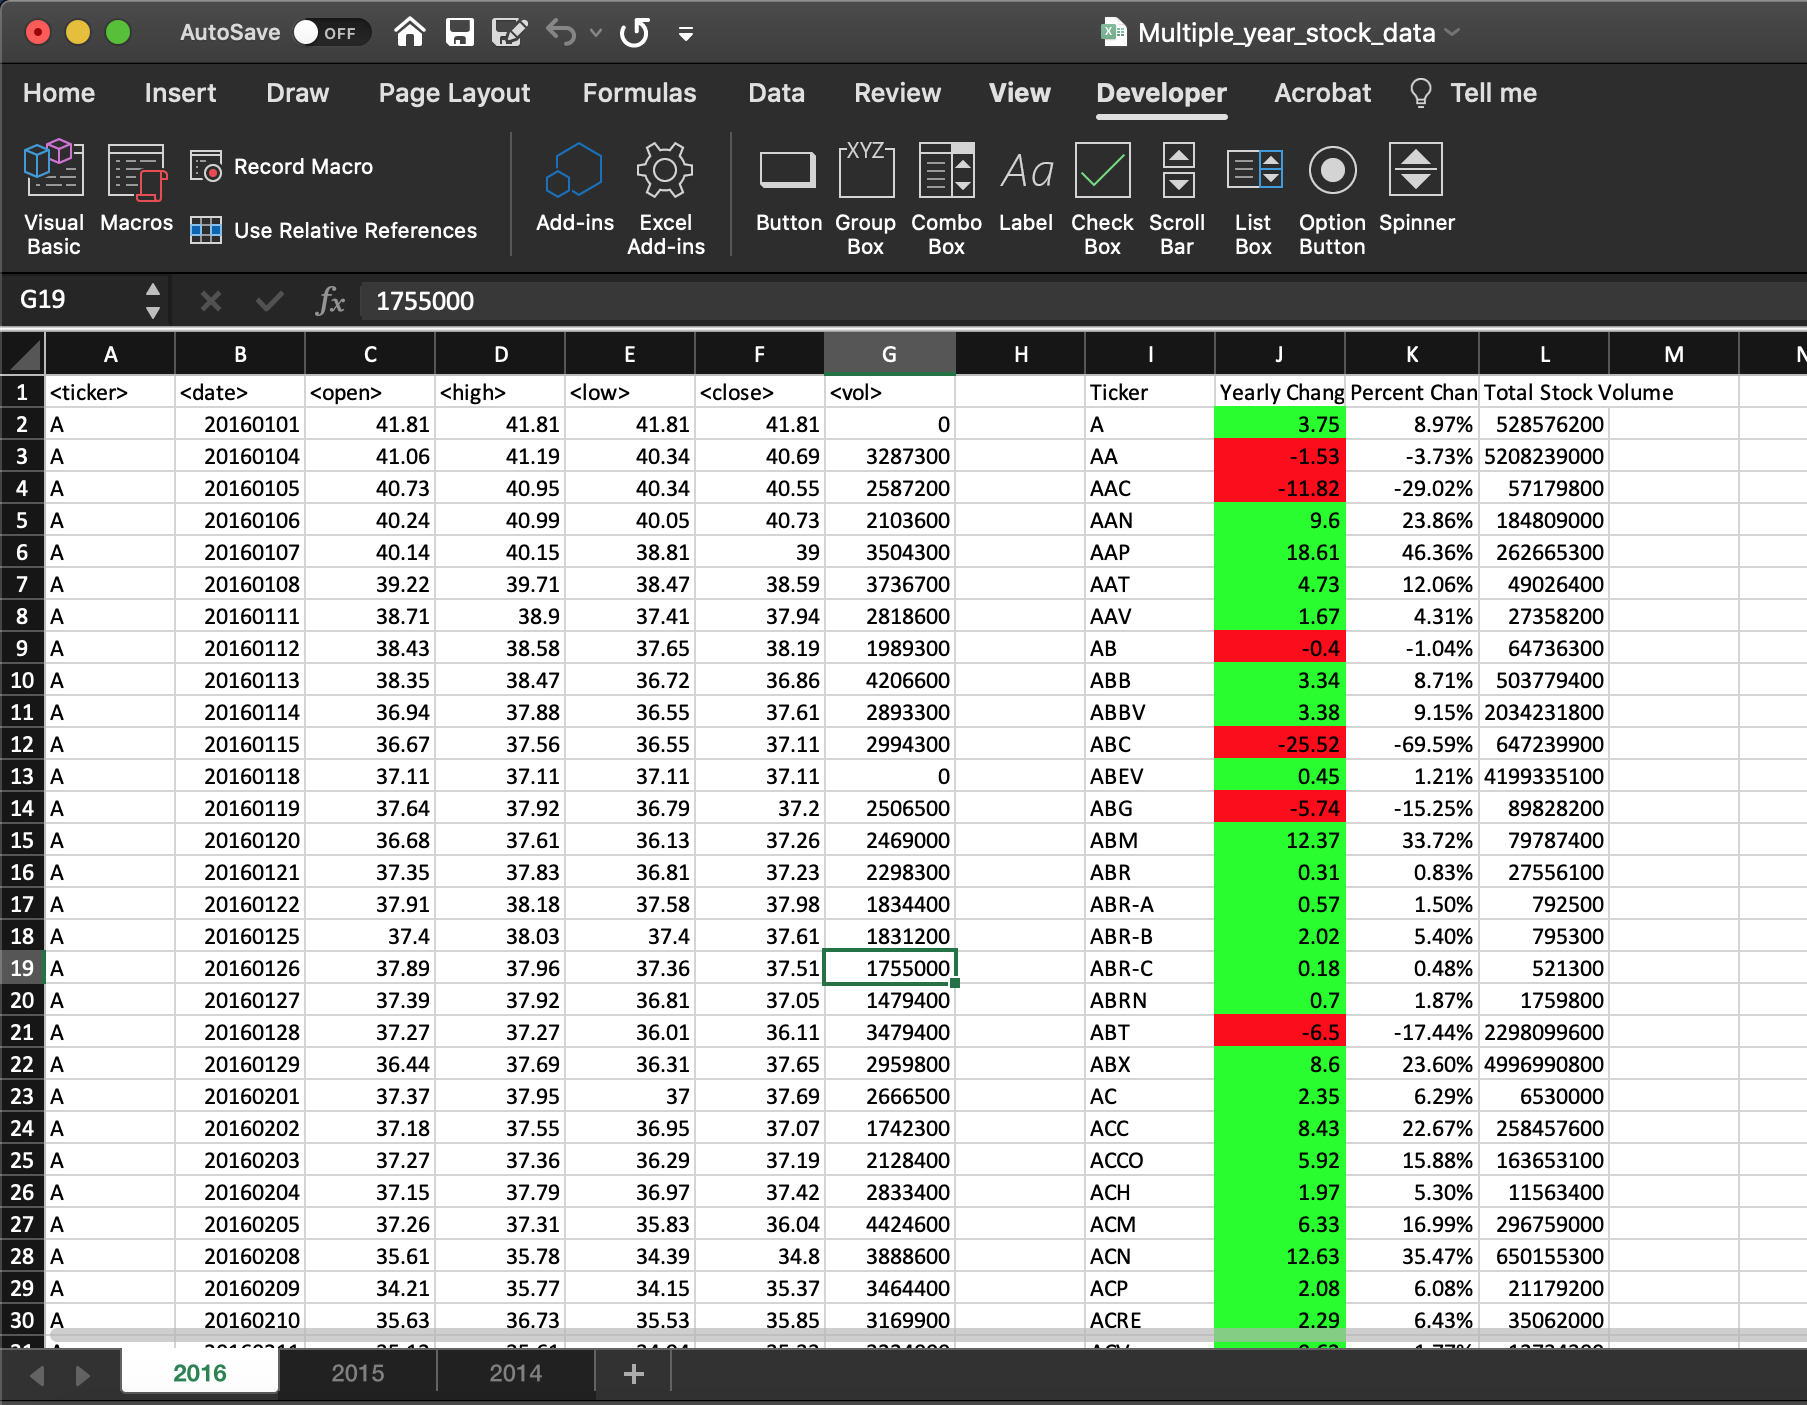 AutoSave OFF Multiple_year_stock_data
Home Insert Draw Page Layout Formulas Data Review View Developer Acrobat Tell me
Visual Basic
Macros
Record Macro
Use Relative References
Add-ins
Excel Add-ins
Button
XYZ
Group Box
Combo Box
Aa
Label
Check Box
Scroll Bar
List Box
Option Button
Spinner
G19 fx 1755000
A B C D E F G H I J K L M N
1 <ticker> <date> <open> <high> <low> <close> <vol> Ticker Yearly Chang Percent Chan Total Stock Volume
2 A 20160101 41.81 41.81 41.81 41.81 0 A 3.75 8.97% 528576200
3 A 20160104 41.06 41.19 40.34 40.69 3287300 AA -1.53 -3.73% 5208239000
4 A 20160105 40.73 40.95 40.34 40.55 2587200 AAC -11.82 -29.02% 57179800
5 A 20160106 40.24 40.99 40.05 40.73 2103600 AAN 9.6 23.86% 184809000
6 A 20160107 40.14 40.15 38.81 39 3504300 AAP 18.61 46.36% 262665300
7 A 20160108 39.22 39.71 38.47 38.59 3736700 AAT 4.73 12.06% 49026400
8 A 20160111 38.71 38.9 37.41 37.94 2818600 AAV 1.67 4.31% 27358200
9 A 20160112 38.43 38.58 37.65 38.19 1989300 AB -0.4 -1.04% 64736300
10 A 20160113 38.35 38.47 36.72 36.86 4206600 ABB 3.34 8.71% 503779400
11 A 20160114 36.94 37.88 36.55 37.61 2893300 ABBV 3.38 9.15% 2034231800
12 A 20160115 36.67 37.56 36.55 37.11 2994300 ABC -25.52 -69.59% 647239900
13 A 20160118 37.11 37.11 37.11 37.11 0 ABEV 0.45 1.21% 4199335100
14 A 20160119 37.64 37.92 36.79 37.2 2506500 ABG -5.74 -15.25% 89828200
15 A 20160120 36.68 37.61 36.13 37.26 2469000 ABM 12.37 33.72% 79787400
16 A 20160121 37.35 37.83 36.81 37.23 2298300 ABR 0.31 0.83% 27556100
17 A 20160122 37.91 38.18 37.58 37.98 1834400 ABR-A 0.57 1.50% 792500
18 A 20160125 37.4 38.03 37.4 37.61 1831200 ABR-B 2.02 5.40% 795300
19 A 20160126 37.89 37.96 37.36 37.51 1755000 ABR-C 0.18 0.48% 521300
20 A 20160127 37.39 37.92 36.81 37.05 1479400 ABRN 0.7 1.87% 1759800
21 A 20160128 37.27 37.27 36.01 36.11 3479400 ABT -6.5 -17.44% 2298099600
22 A 20160129 36.44 37.69 36.31 37.65 2959800 ABX 8.6 23.60% 4996990800
23 A 20160201 37.37 37.95 37 37.69 2666500 AC 2.35 6.29% 6530000
24 A 20160202 37.18 37.55 36.95 37.07 1742300 ACC 8.43 22.67% 258457600
25 A 20160203 37.27 37.36 36.29 37.19 2128400 ACCO 5.92 15.88% 163653100
26 A 20160204 37.15 37.79 36.97 37.42 2833400 ACH 1.97 5.30% 11563400
27 A 20160205 37.26 37.31 35.83 36.04 4424600 ACM 6.33 16.99% 296759000
28 A 20160208 35.61 35.78 34.39 34.8 3888600 ACN 12.63 35.47% 650155300
29 A 20160209 34.21 35.77 34.15 35.37 3464400 ACP 2.08 6.08% 21179200
30 A 20160210 35.63 36.73 35.53 35.85 3169900 ACRE 2.29 6.43% 35062000
2016 2015 2014 +